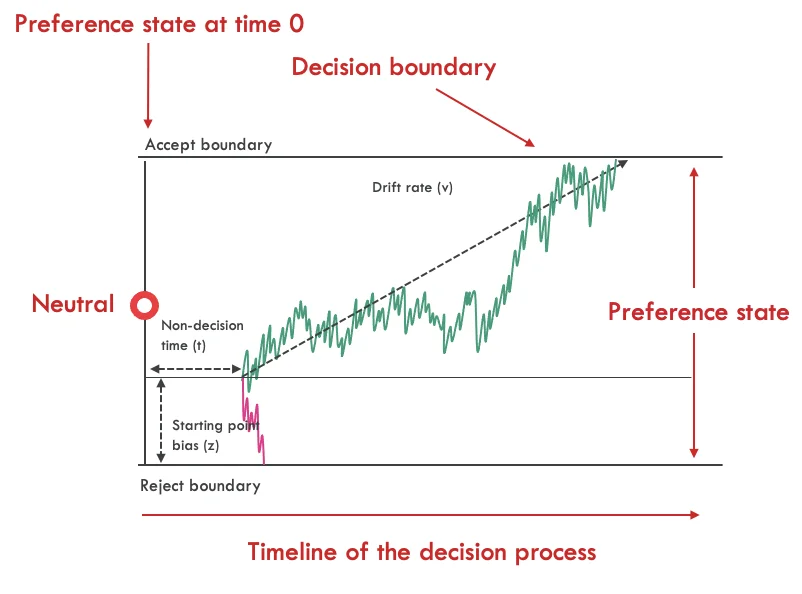 Preference state at time 0
Decision boundary
Accept boundary
Drift rate (v)
Neutral
Non-decision
time (t)
Preference state
Starting point
bias (z)
Reject boundary
Timeline of the decision process